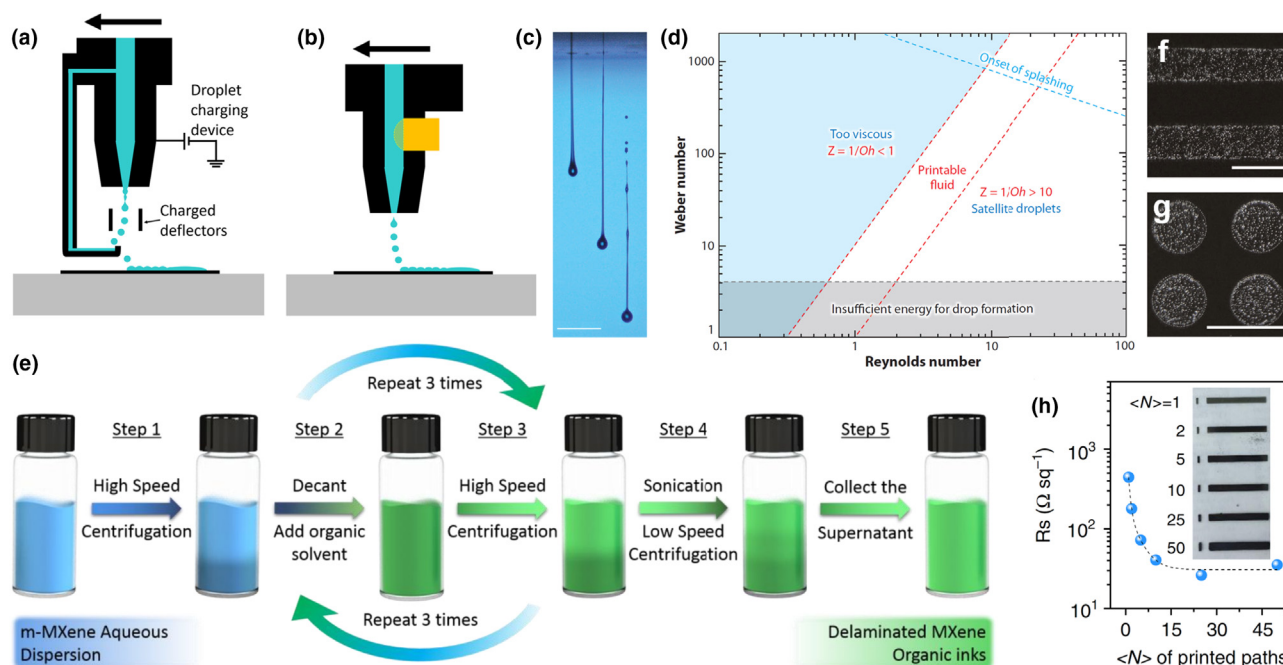 (a)
Droplet
charging
device
Charged
deflectors
(b)
(c)
(d)
Weber number
1000
100
10
1
0.1
1
10
100
Reynolds number
Onset of splashing
Too viscous
Z = 1/Oh < 1
Printable
fluid
Z = 1/Oh > 10
Satellite droplets
Insufficient energy for drop formation
f
g
(e)
Repeat 3 times
Step 1
High Speed
Centrifugation
Step 2
Decant
Add organic
solvent
Step 3
High Speed
Centrifugation
Step 4
Sonication
Low Speed
Centrifugation
Step 5
Collect the
Supernatant
Repeat 3 times
m-MXene Aqueous
Dispersion
Delaminated MXene
Organic inks
(h)
Rs (Ω sq⁻¹)
10³
10²
10¹
<N>=1
2
5
10
25
50
0
15
30
45
<N> of printed paths